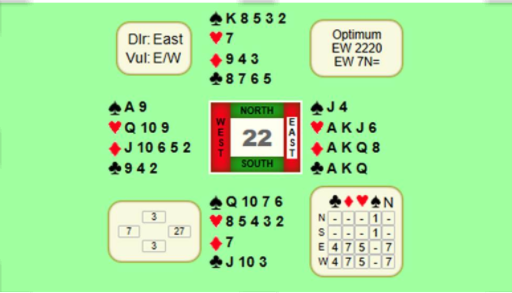 ♠ K 8 5 3 2
♥ 7
♦ 9 4 3
♣ 8 7 6 5
Dlr: East
Vul: E/W
Optimum
EW 2220
EW 7N=
♠ A 9
♥ Q 10 9
♦ J 10 6 5 2
♣ 9 4 2
NORTH
WEST
22
EAST
SOUTH
♠ J 4
♥ A K J 6
♦ A K Q 8
♣ A K Q
♠ Q 10 7 6
♥ 8 5 4 3 2
♦ 7
♣ J 10 3
3
7 27
3
♣ ♦ ♥ ♠ N
N - - - 1 -
S - - - 1 -
E 4 7 5 - 7
W 4 7 5 - 7